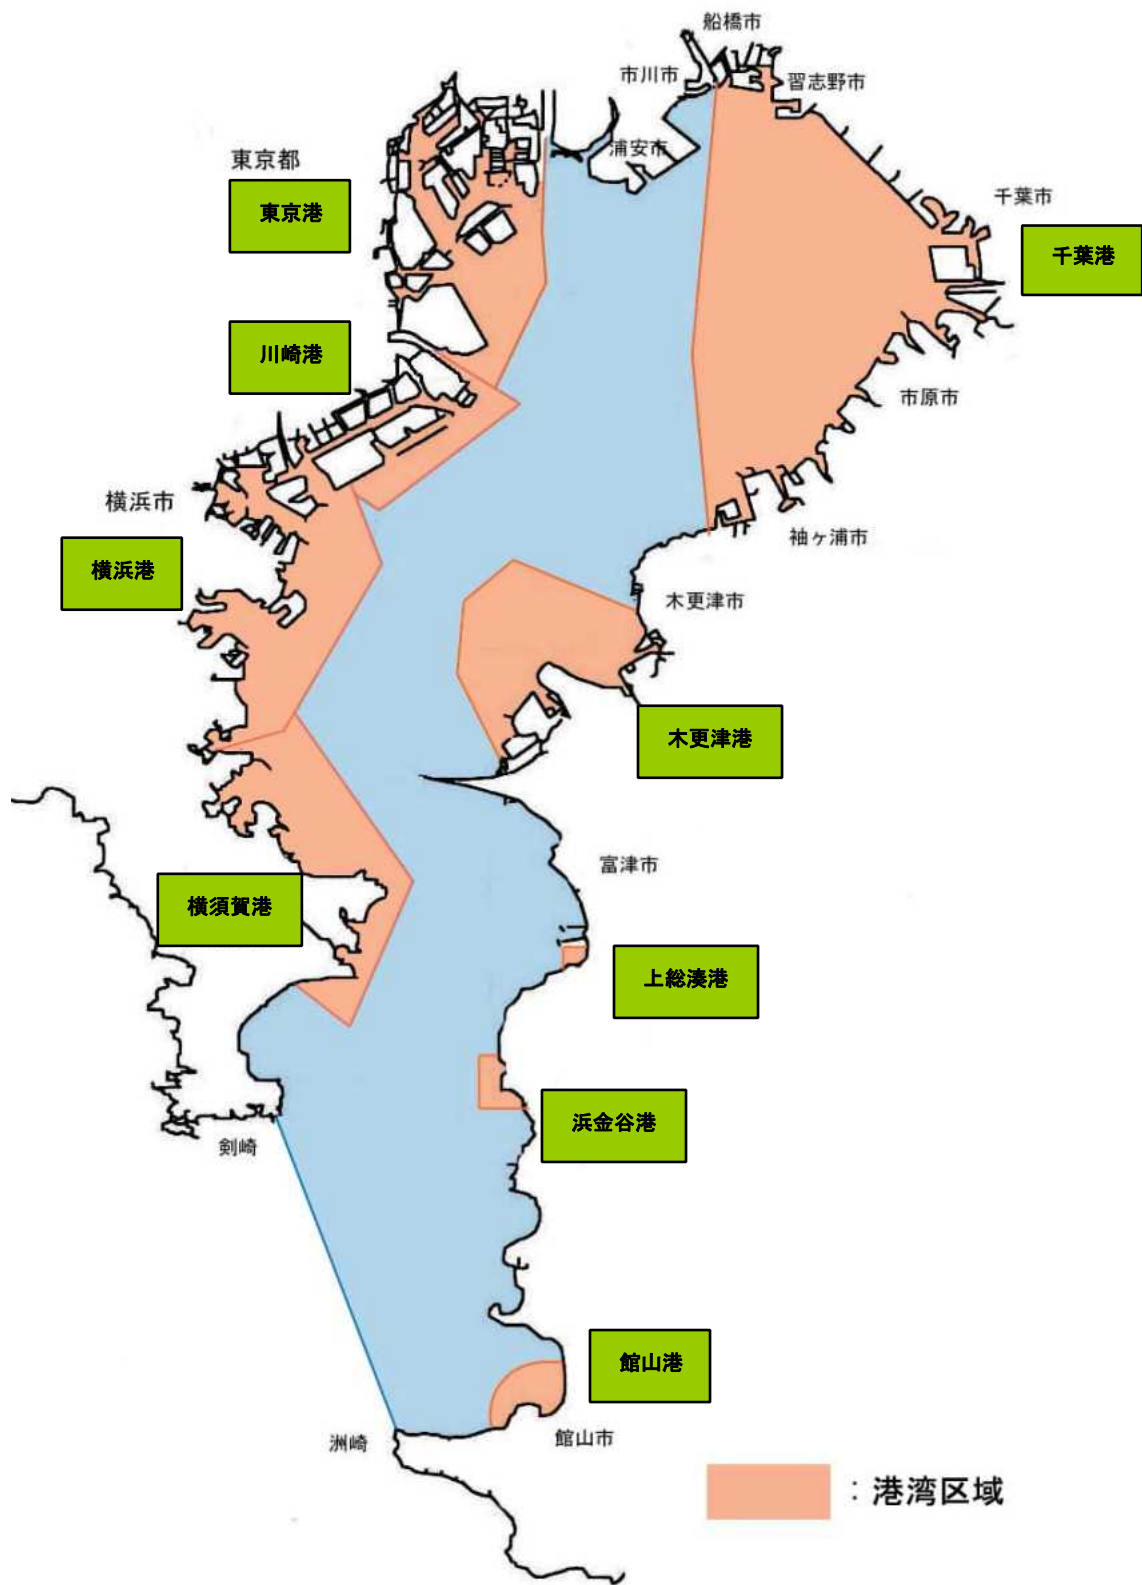 船橋市
市川市
習志野市
浦安市
東京都
千葉市
東京港
千葉港
川崎港
市原市
横浜市
袖ヶ浦市
横浜港
木更津市
木更津港
富津市
横須賀港
上総湊港
浜金谷港
剣崎
館山港
洲崎
館山市
：港湾区域